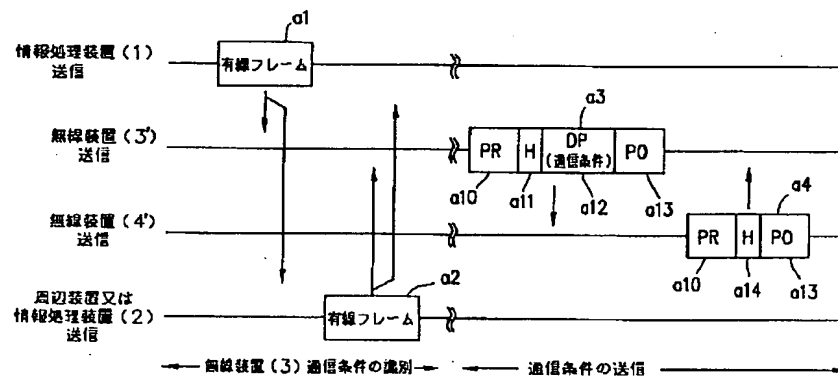 a1
情報処理装置(1)
送信
有線フレーム
a3
無線装置(3')
送信
PR H DP
(通信条件) PO
a10 a11 a12 a13
a4
無線装置(4')
送信
PR H PO
a10 a14 a13
a2
周辺装置又は
情報処理装置(2)
送信
有線フレーム
無線装置(3)通信条件の識別
通信条件の送信